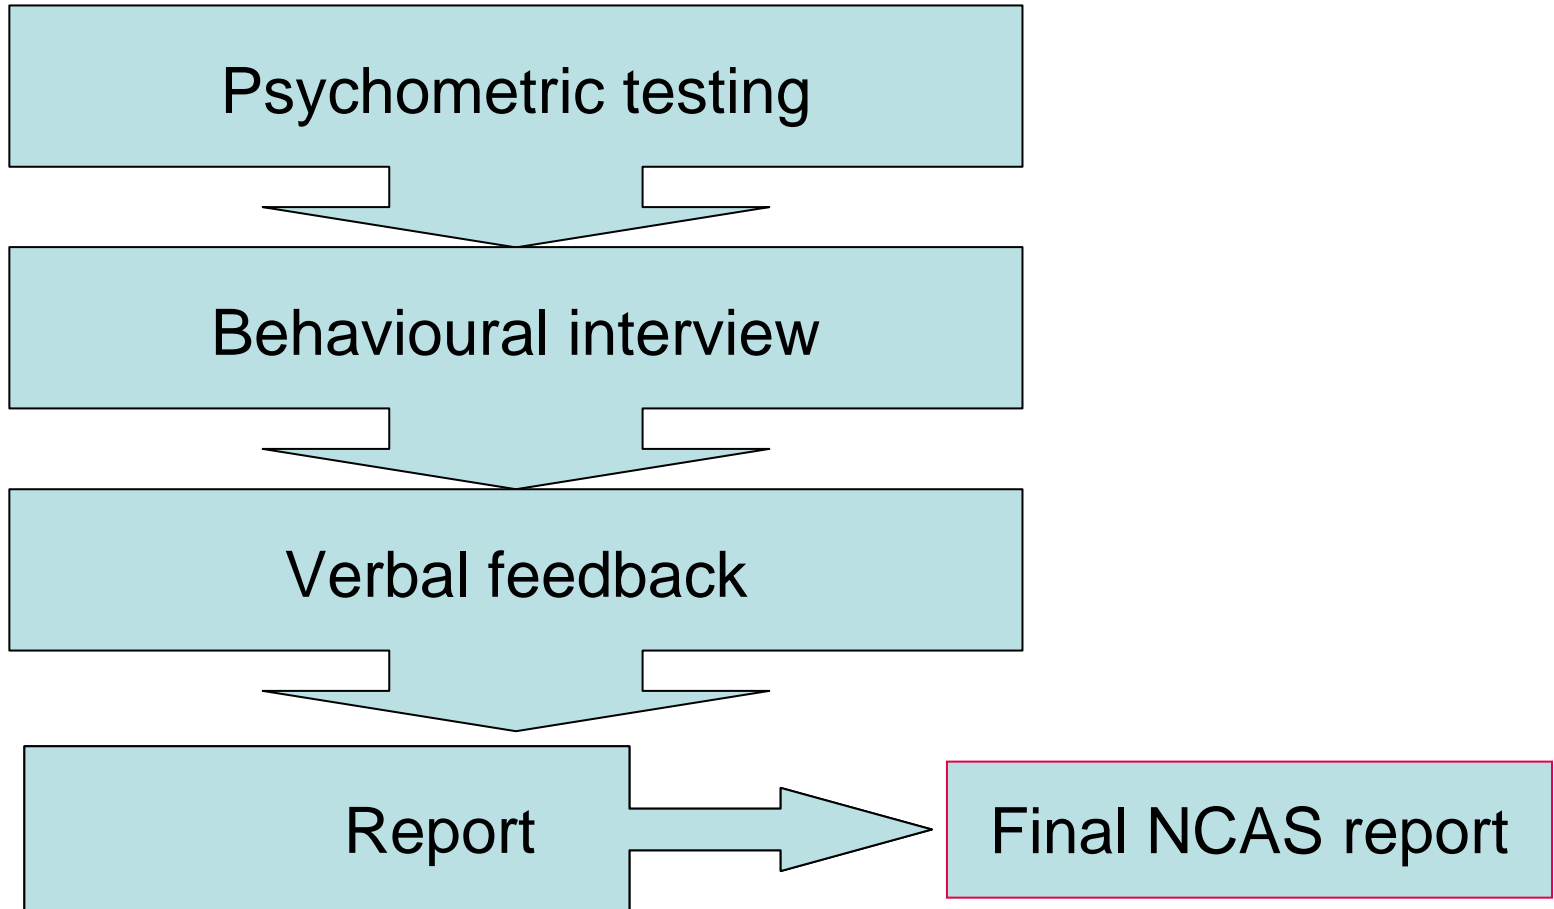 Psychometric testing
Behavioural interview
Verbal feedback
Report
Final NCAS report